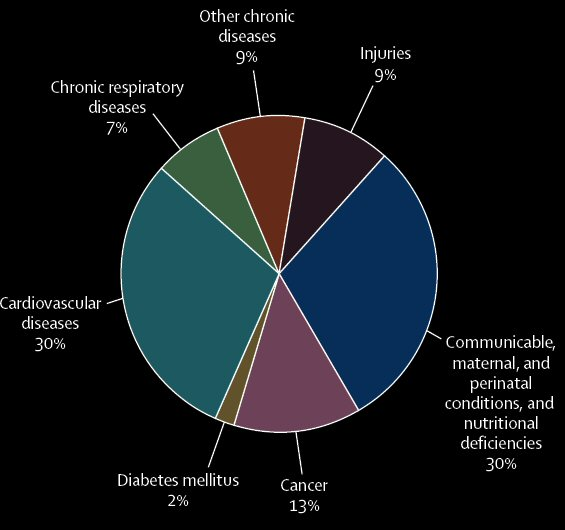 Other chronic
diseases
9%
Injuries
9%
Chronic respiratory
diseases
7%
Cardiovascular
diseases
30%
Communicable,
maternal, and
perinatal
conditions, and
nutritional
deficiencies
30%
Diabetes mellitus
2%
Cancer
13%